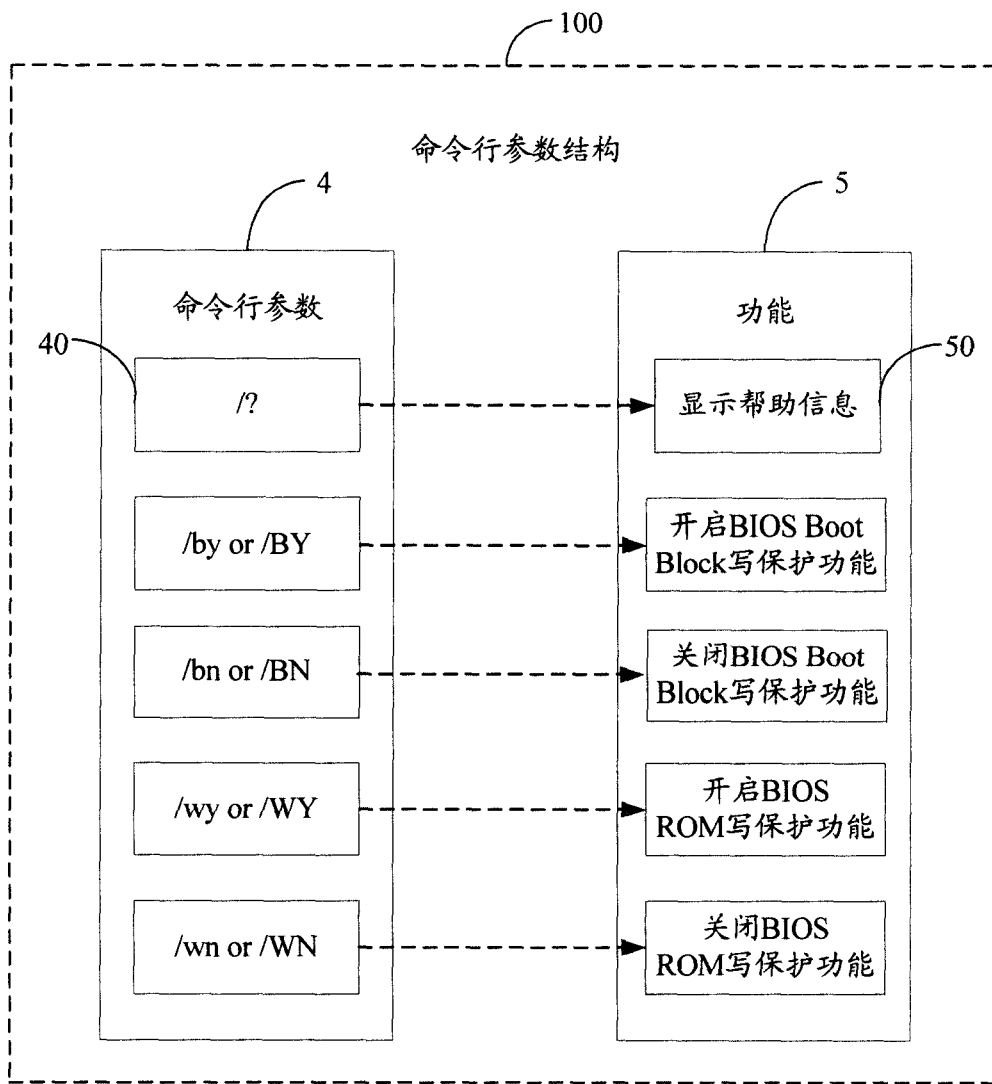 100
命令行参数结构
4
5
命令行参数
功能
40
50
/?
显示帮助信息
/by or /BY
开启BIOS Boot
Block写保护功能
/bn or /BN
关闭BIOS Boot
Block写保护功能
/wy or /WY
开启BIOS
ROM写保护功能
/wn or /WN
关闭BIOS
ROM写保护功能